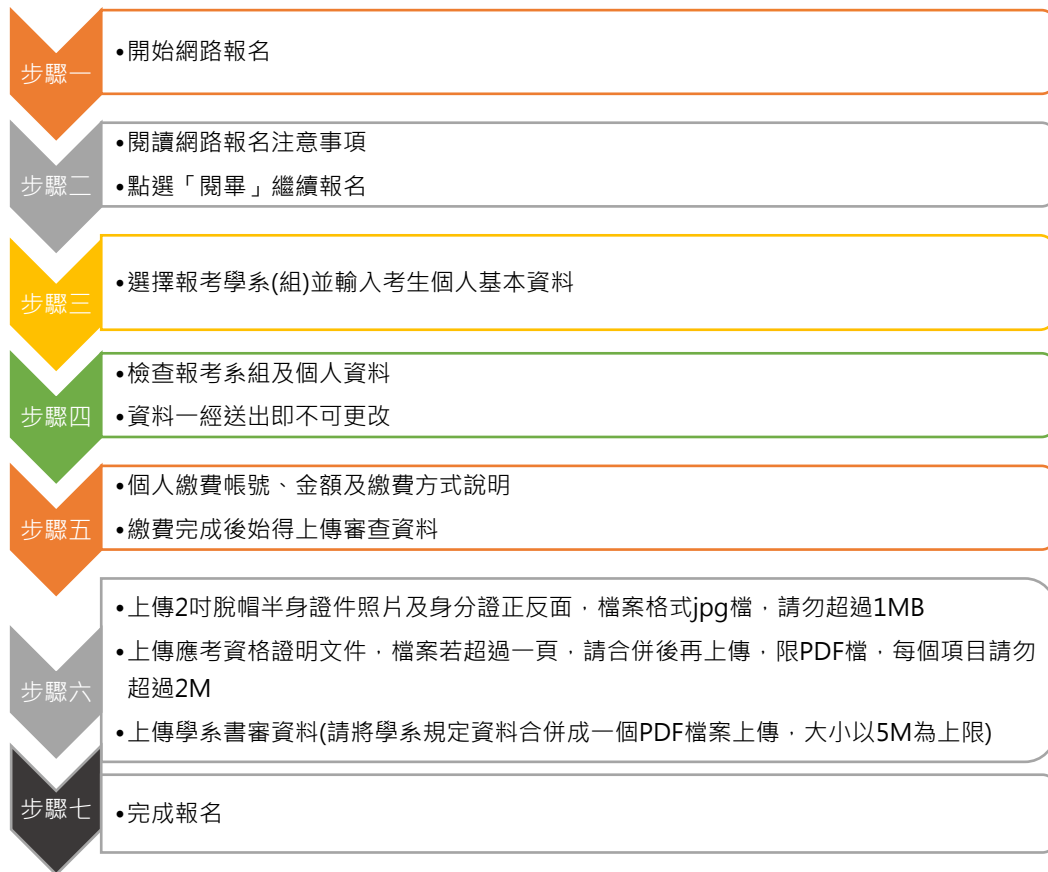 步驟一
•開始網路報名
步驟二
•閱讀網路報名注意事項
•點選「閱畢」繼續報名
步驟三
•選擇報考學系(組)並輸入考生個人基本資料
步驟四
•檢查報考系組及個人資料
•資料一經送出即不可更改
步驟五
•個人繳費帳號、金額及繳費方式說明
•繳費完成後始得上傳審查資料
步驟六
•上傳2吋脫帽半身證件照片及身分證正反面，檔案格式jpg檔，請勿超過1MB
•上傳應考資格證明文件，檔案若超過一頁，請合併後再上傳，限PDF檔，每個項目請勿
超過2M
•上傳學系書審資料(請將學系規定資料合併成一個PDF檔案上傳，大小以5M為上限)
步驟七
•完成報名